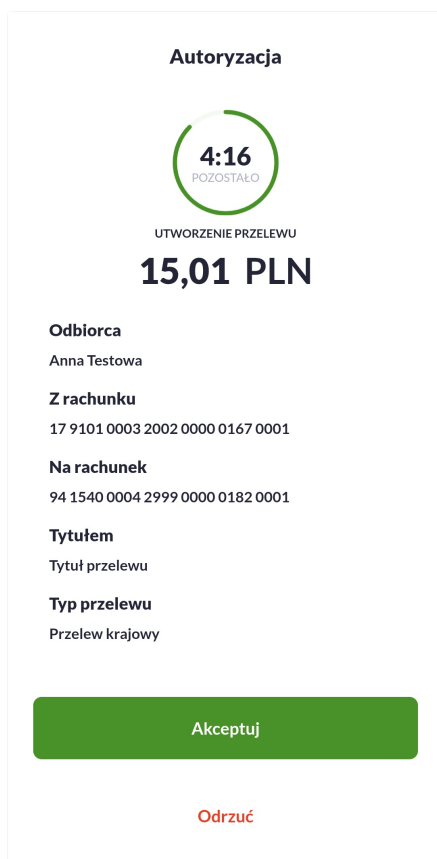 Autoryzacja
4:16
POZOSTAŁO
UTWORZENIE PRZELEWU
15,01 PLN
Odbiorca
Anna Testowa
Z rachunku
17 9101 0003 2002 0000 0167 0001
Na rachunek
94 1540 0004 2999 0000 0182 0001
Tytułem
Tytuł przelewu
Typ przelewu
Przelew krajowy
Akceptuj
Odrzuć